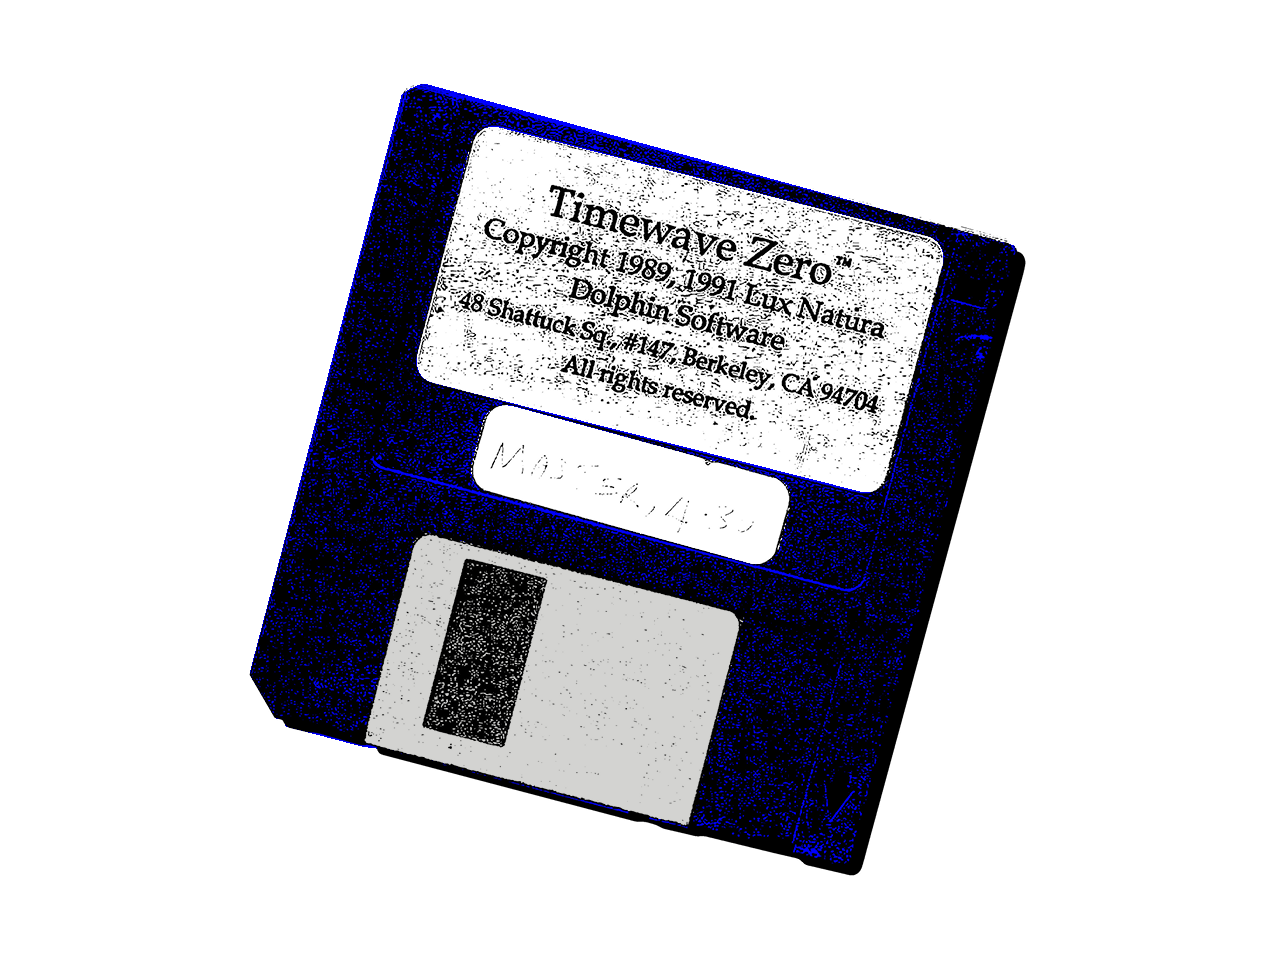 Timewave Zero™
Copyright 1989, 1991 Lux Natura
Dolphin Software
48 Shattuck Sq., #147, Berkeley, CA 94704
All rights reserved.
MASTER,